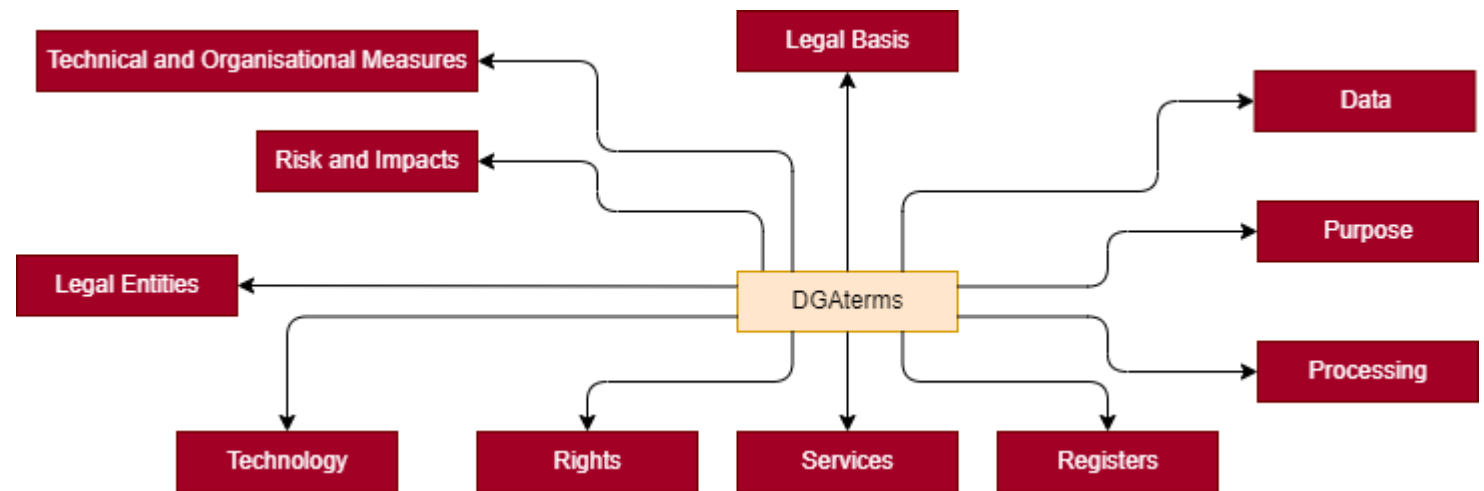 Legal Basis
Technical and Organisational Measures
Data
Risk and Impacts
Purpose
Legal Entities
DGAterms
Processing
Technology
Rights
Services
Registers